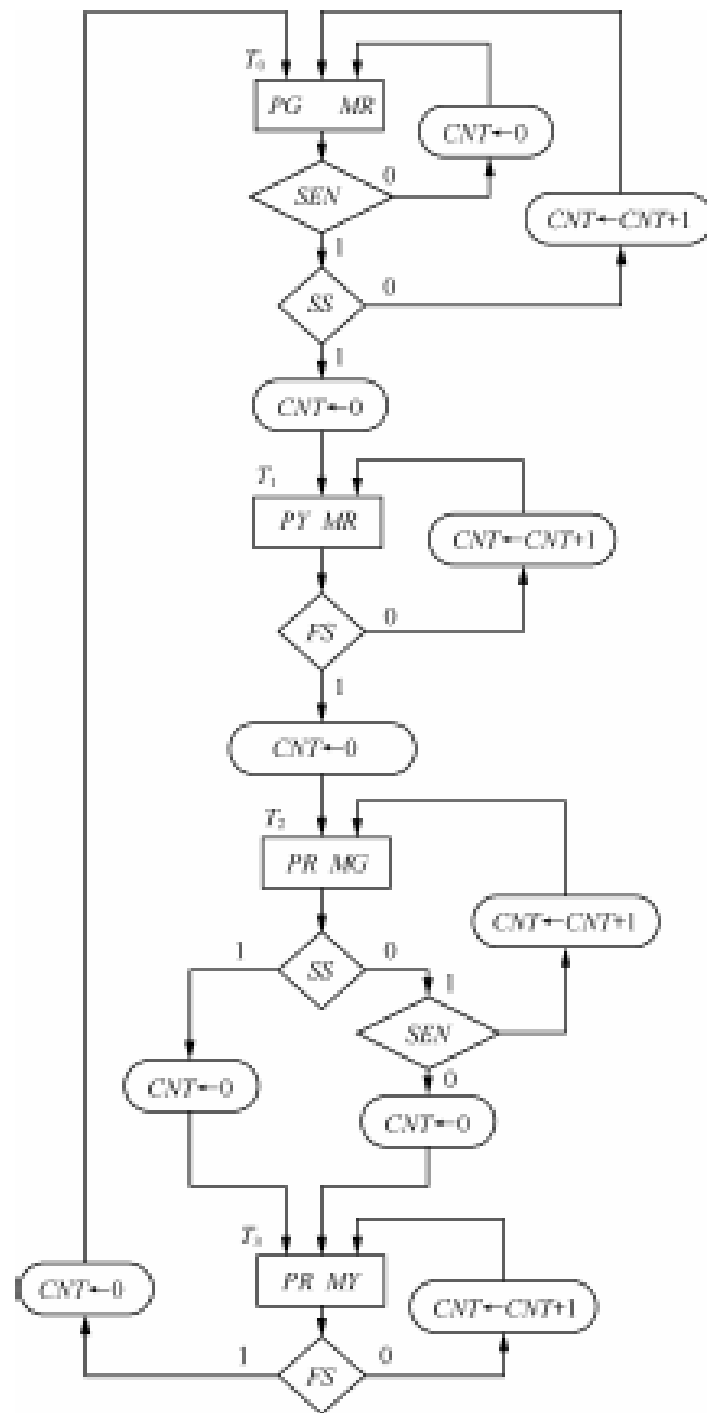 T₀
PG MR
CNT←0
SEN
0
CNT←CNT+1
1
SS
0
1
CNT←0
T₁
PY MR
CNT←CNT+1
FS
0
1
CNT←0
T₂
PR MG
CNT←CNT+1
1
SS
0
1
SEN
CNT←0
0
CNT←0
T₃
PR MY
CNT←0
CNT←CNT+1
1
FS
0